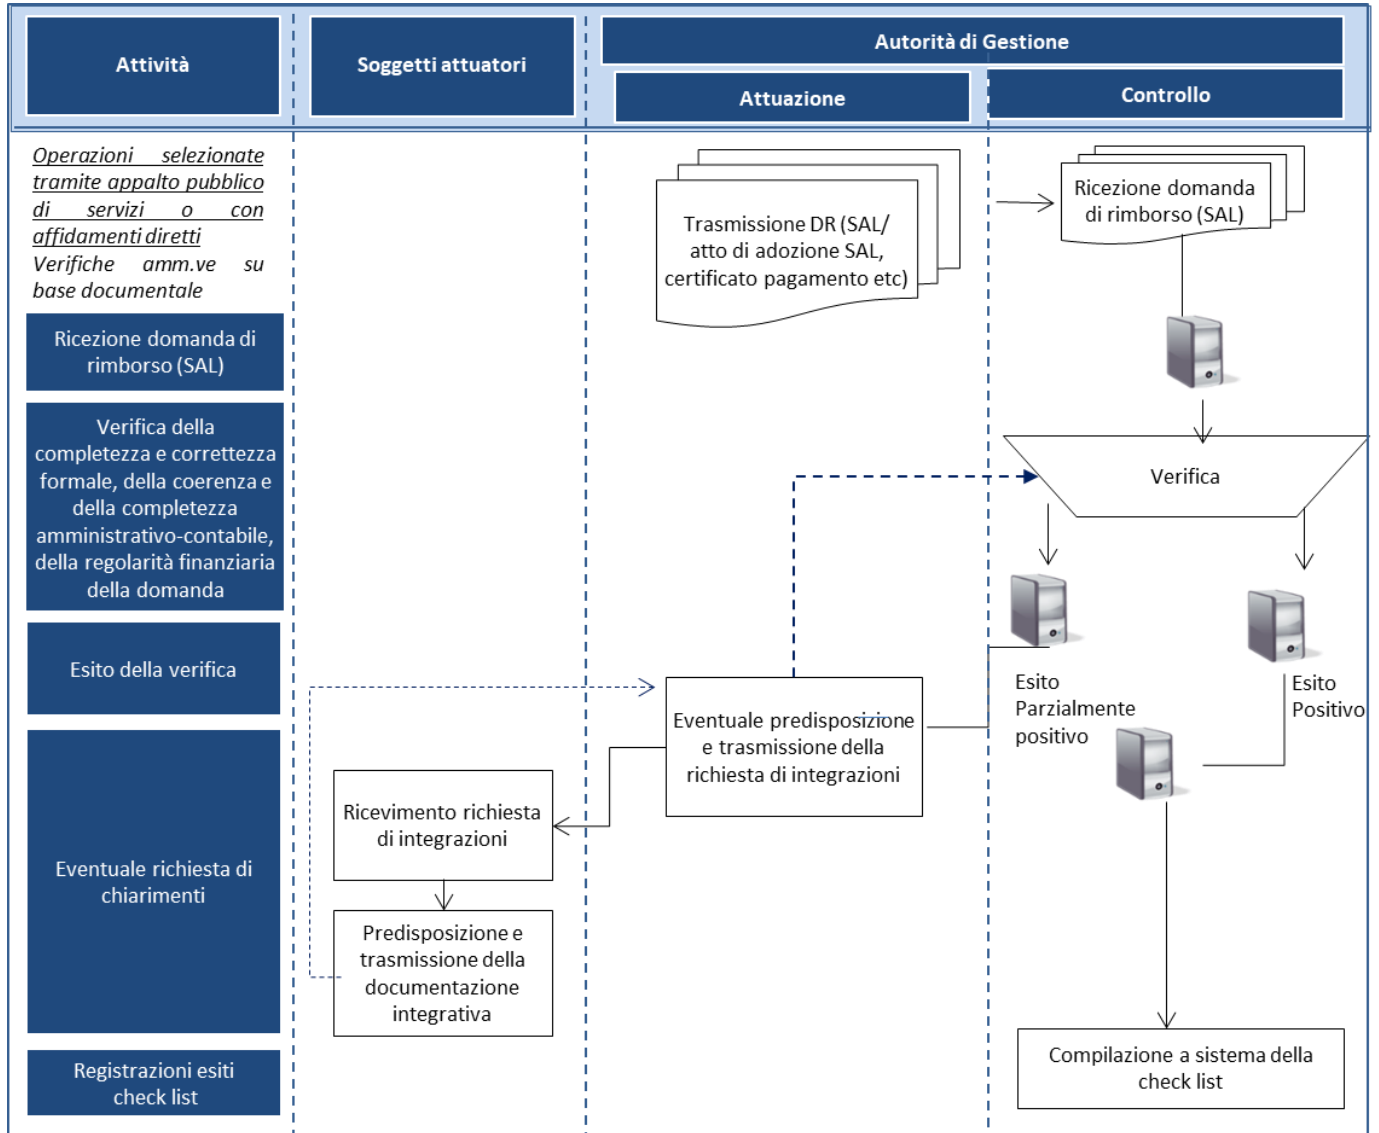 Attività
Soggetti attuatori
Autorità di Gestione
Attuazione
Controllo
Operazioni selezionate
tramite appalto pubblico
di servizi o con
affidamenti diretti
Verifiche amm.ve su
base documentale
Trasmissione DR (SAL/
atto di adozione SAL,
certificato pagamento etc)
Ricezione domanda
di rimborso (SAL)
Ricezione domanda di
rimborso (SAL)
Verifica della
completezza e correttezza
formale, della coerenza e
della completezza
amministrativo-contabile,
della regolarità finanziaria
della domanda
Verifica
Esito della verifica
Esito
Parzialmente
positivo
Esito
Positivo
Eventuale predisposizione
e trasmissione della
richiesta di integrazioni
Eventuale richiesta di
chiarimenti
Ricevimento richiesta
di integrazioni
Predisposizione e
trasmissione della
documentazione
integrativa
Registrazioni esiti
check list
Compilazione a sistema della
check list